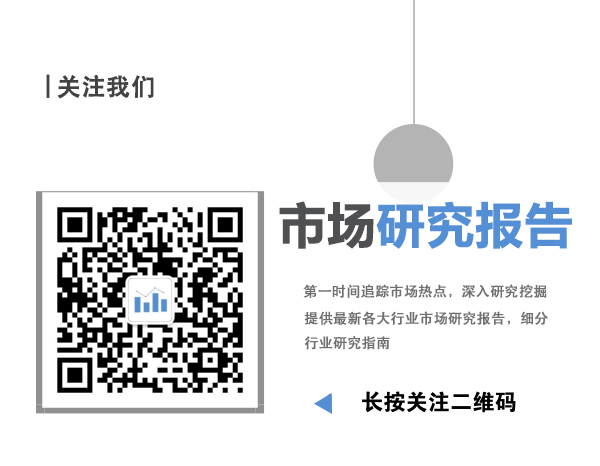 |关注我们
市场研究报告
第一时间追踪市场热点，深入研究挖掘
提供最新各大行业市场研究报告，细分
行业研究指南
长按关注二维码